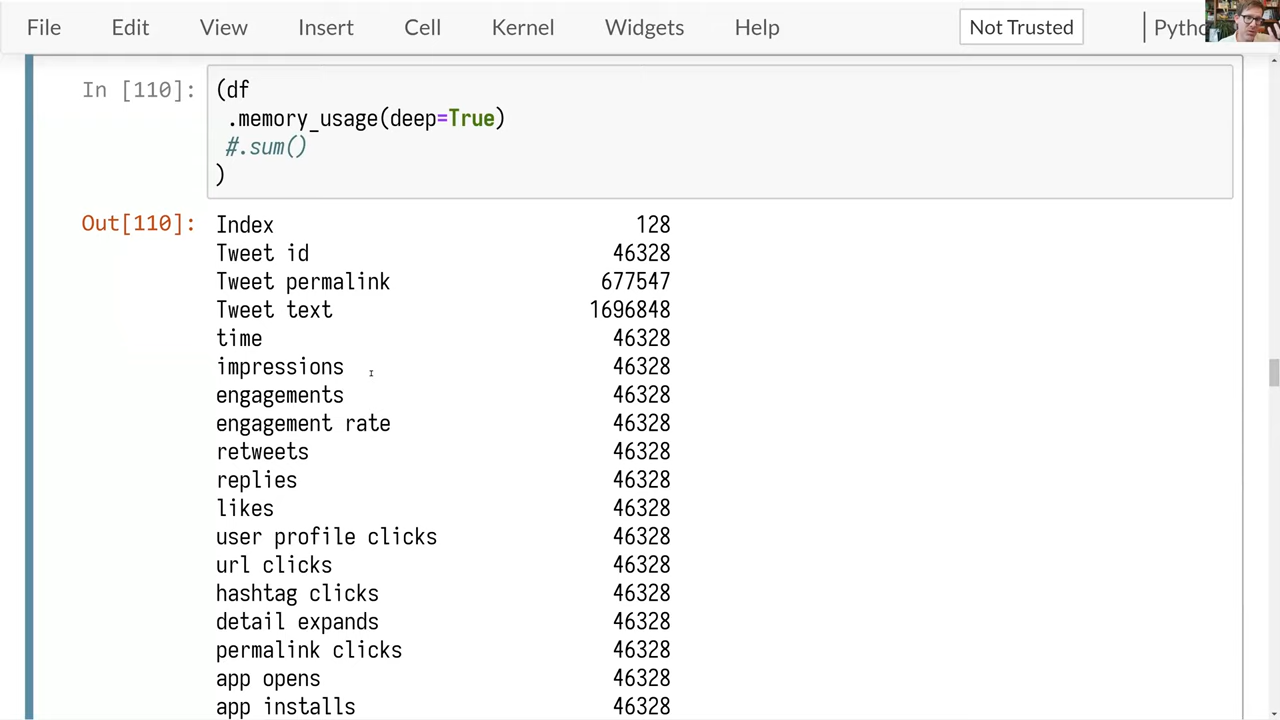 File Edit View Insert Cell Kernel Widgets Help Not Trusted
In [110]: (df
.memory_usage(deep=True)
#.sum()
)
Out[110]: Index 128
Tweet id 46328
Tweet permalink 677547
Tweet text 1696848
time 46328
impressions 46328
engagements 46328
engagement rate 46328
retweets 46328
replies 46328
likes 46328
user profile clicks 46328
url clicks 46328
hashtag clicks 46328
detail expands 46328
permalink clicks 46328
app opens 46328
app installs 46328